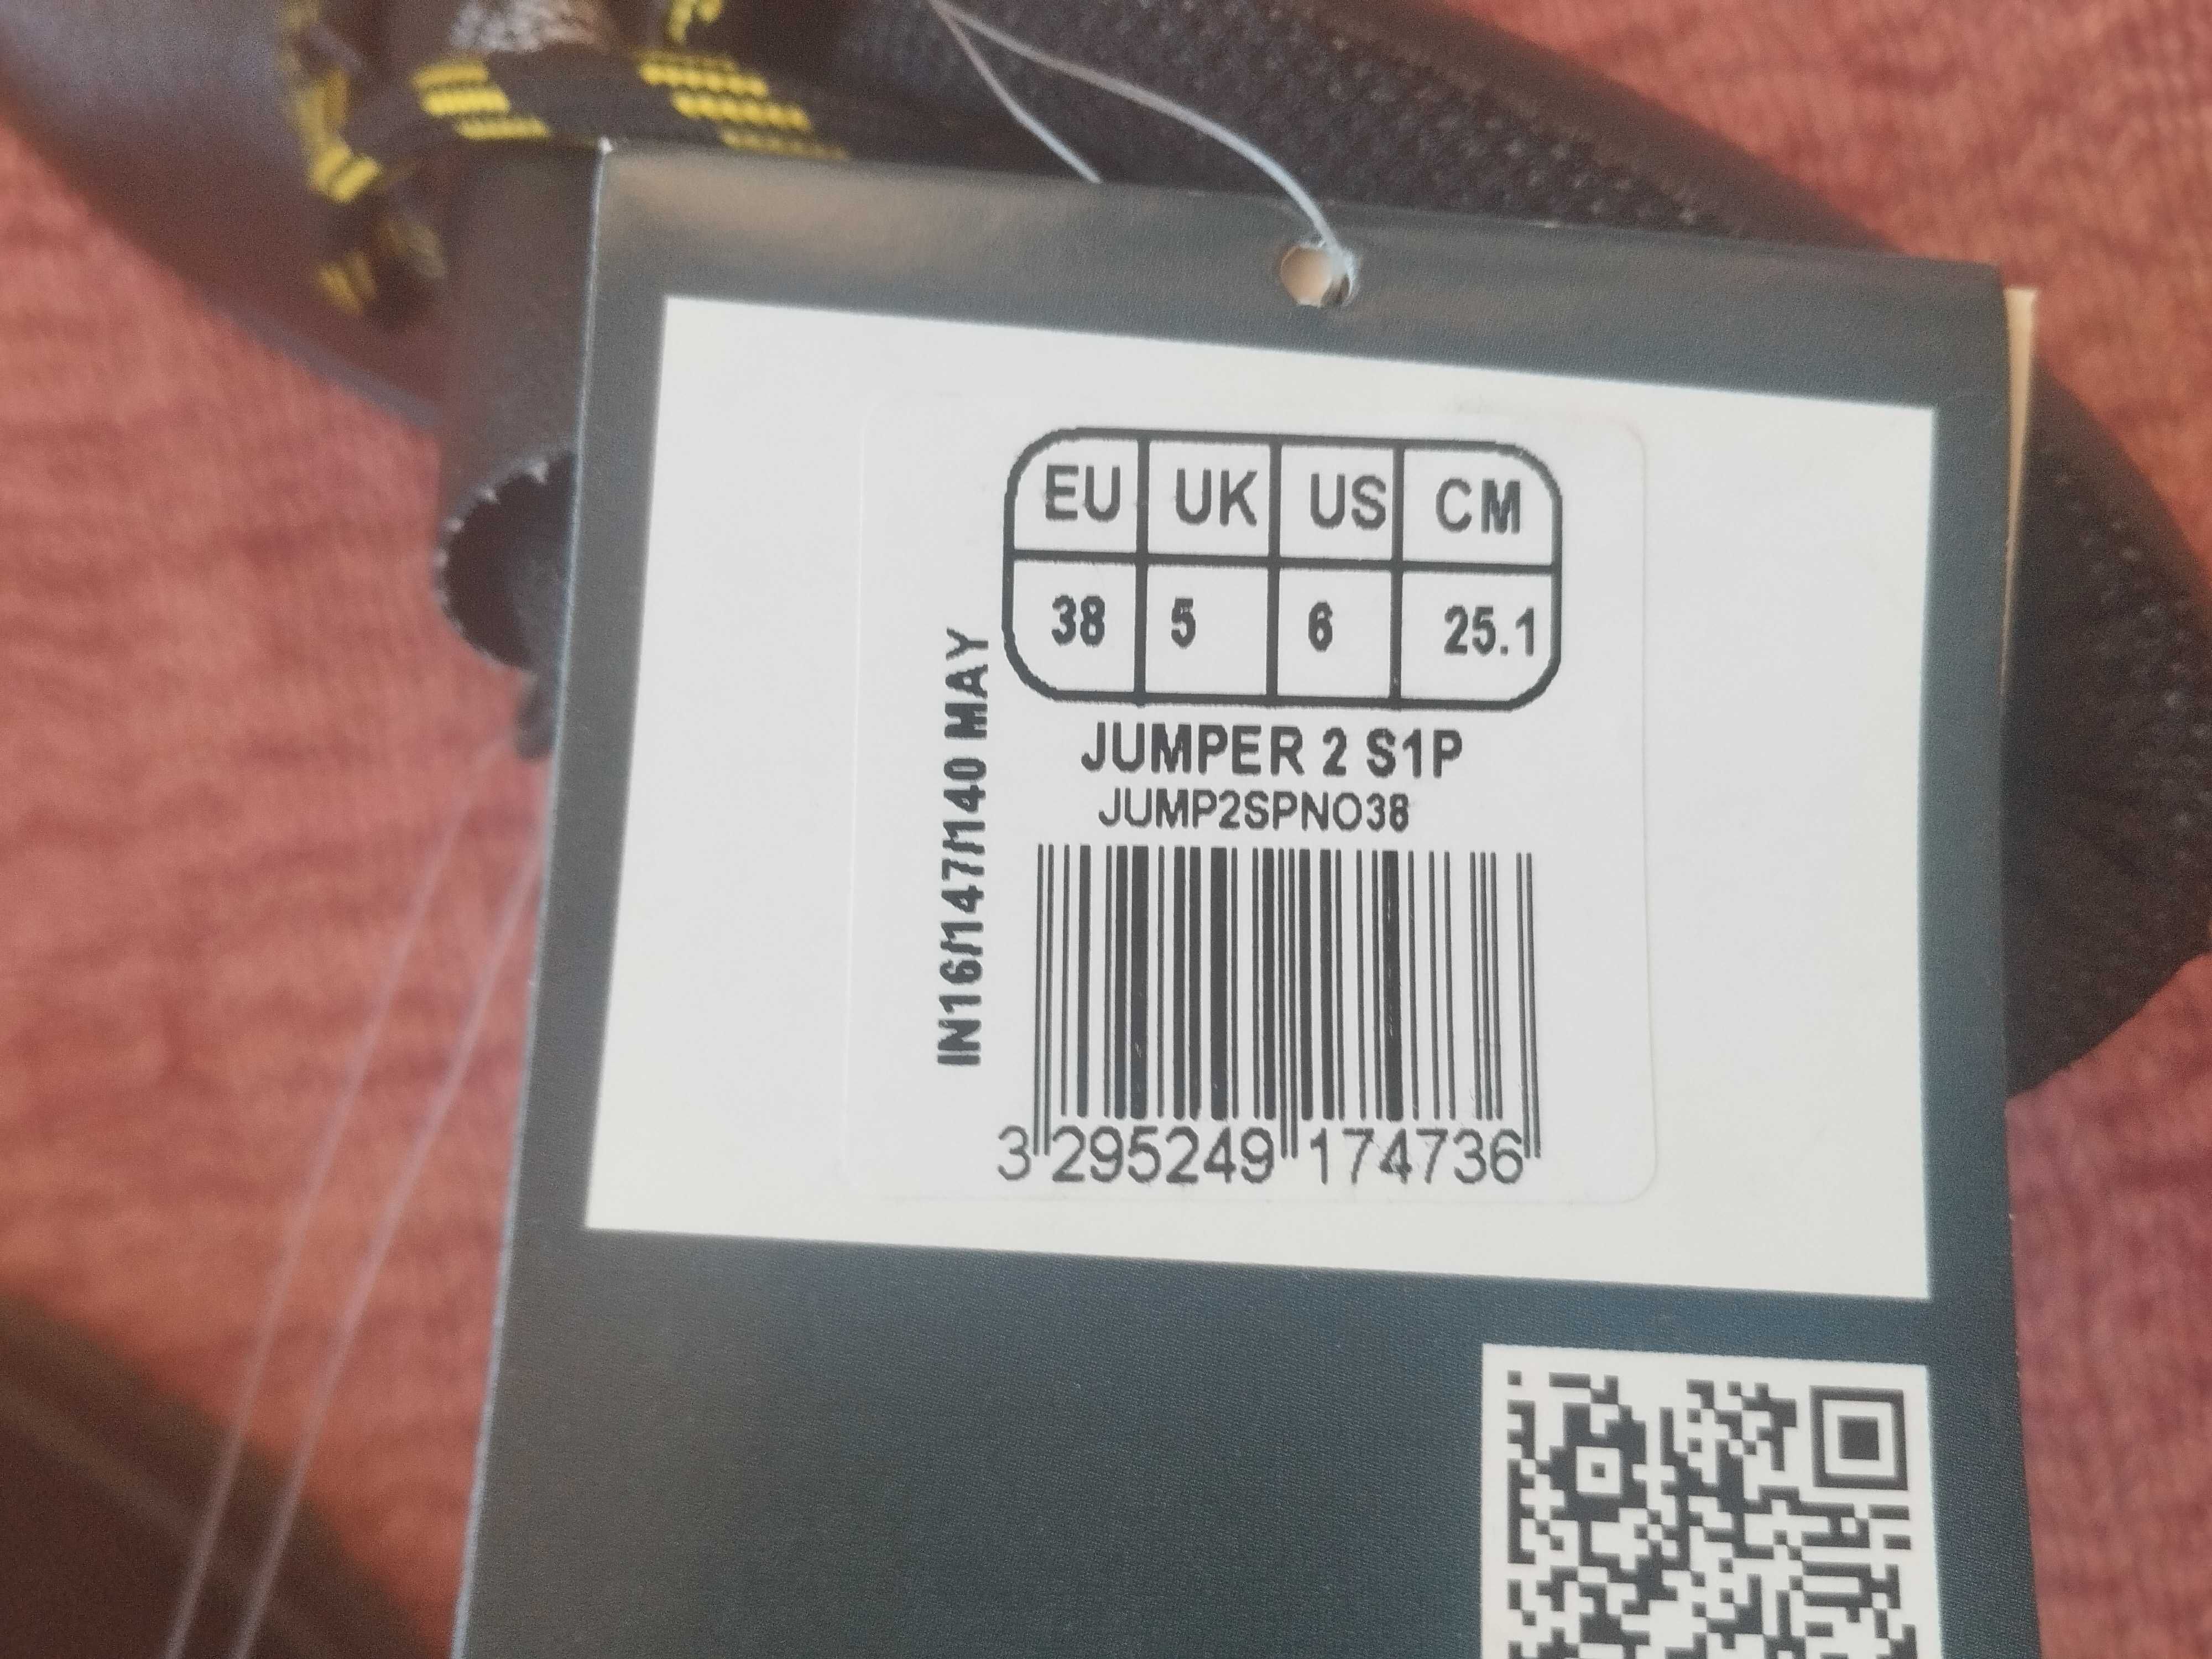 EU UK US CM
38 5 6 25.1
IN16/147/140 MAY
JUMPER 2 S1P
JUMP2SPNO38
3 295249 174736